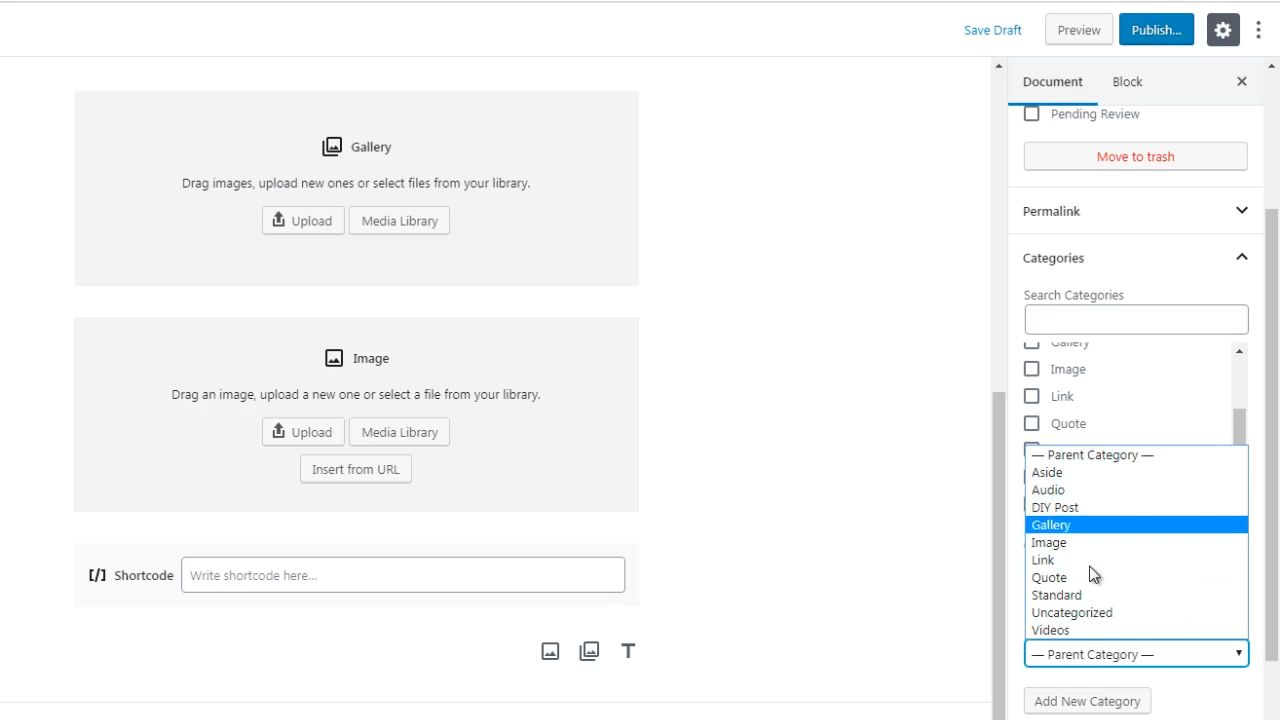 Save Draft
Preview
Publish...
Document
Block
Pending Review
Move to trash
Permalink
Categories
Search Categories
Gallery
Image
Link
Quote
— Parent Category —
Aside
Audio
DIY Post
Gallery
Image
Link
Quote
Standard
Uncategorized
Videos
— Parent Category —
Add New Category
Gallery
Drag images, upload new ones or select files from your library.
Upload
Media Library
Image
Drag an image, upload a new one or select a file from your library.
Upload
Media Library
Insert from URL
[/] Shortcode
Write shortcode here...